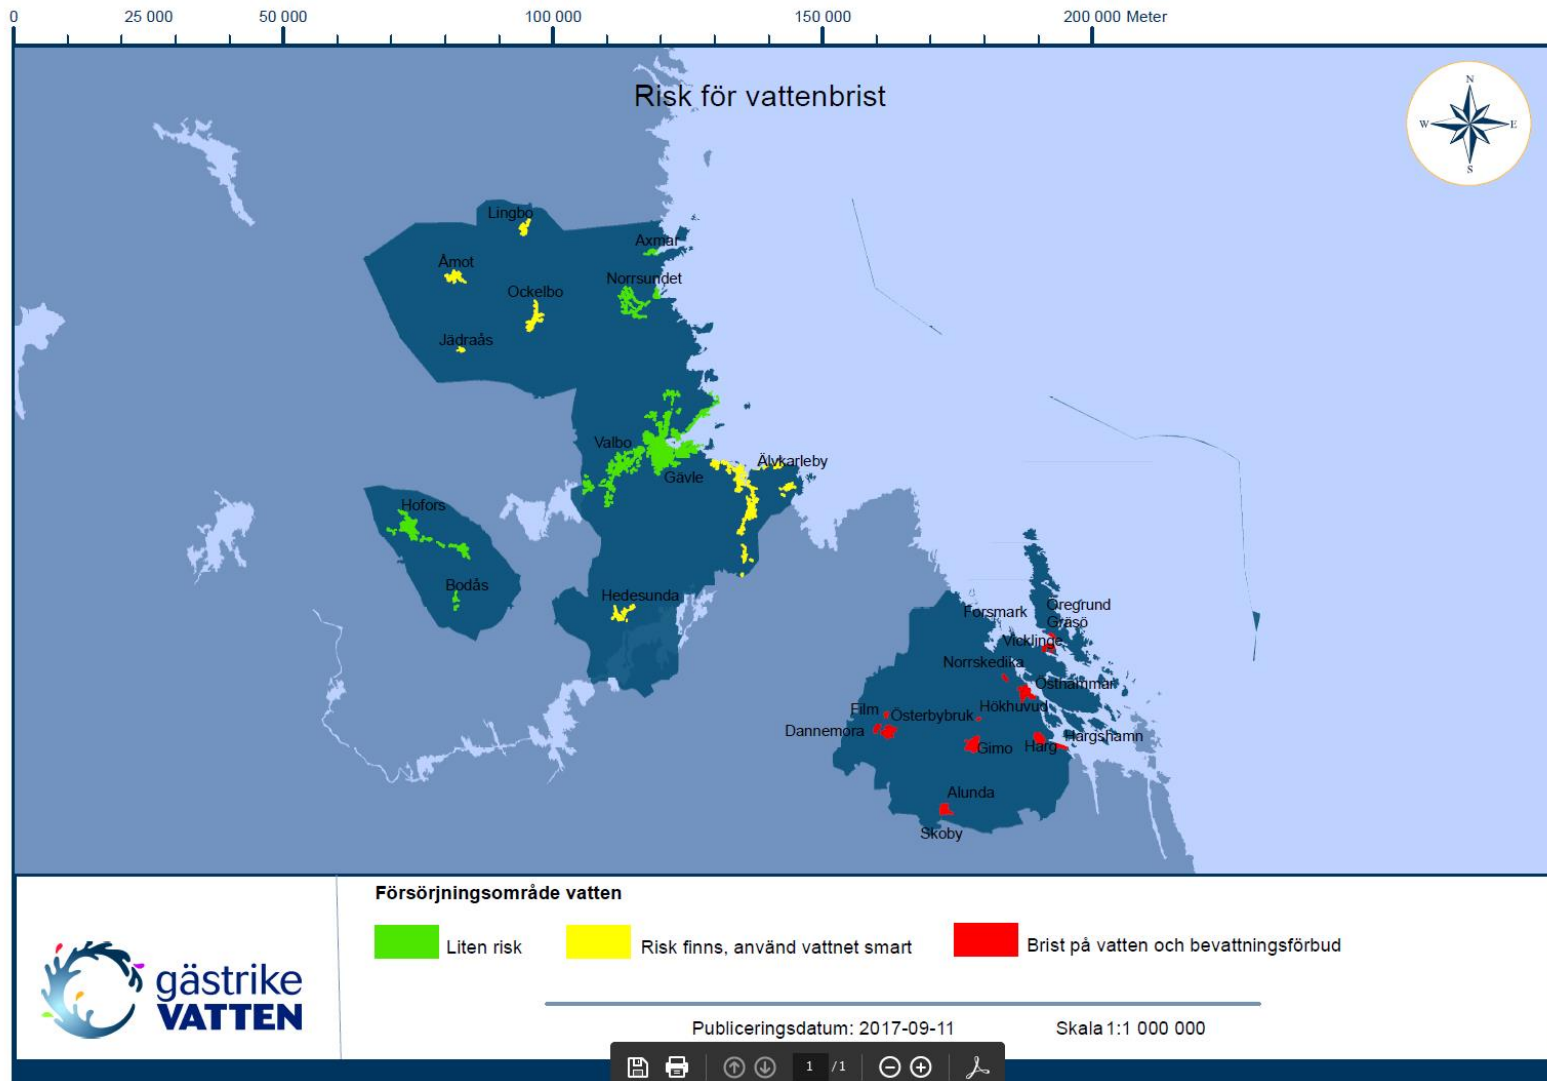 0 25 000 50 000 100 000 150 000 200 000 Meter
Risk för vattenbrist
N
W E
S
Lingbo
Axmar
Åmot
Norrsundet
Ockelbo
Jädraås
Valbo
Älvkarleby
Gävle
Hofors
Bodås
Hedesunda
Forsmark
Öregrund
Gräsö
Vicklinge
Norrskedika
Östhammar
Film
Österbybruk
Hökhuvud
Dannemora
Gimo
Harg
Hargshamn
Alunda
Skoby
Försörjningsområde vatten
Liten risk
Risk finns, använd vattnet smart
Brist på vatten och bevattningsförbud
gästrike
VATTEN
Publiceringsdatum: 2017-09-11
Skala 1:1 000 000
1 / 1